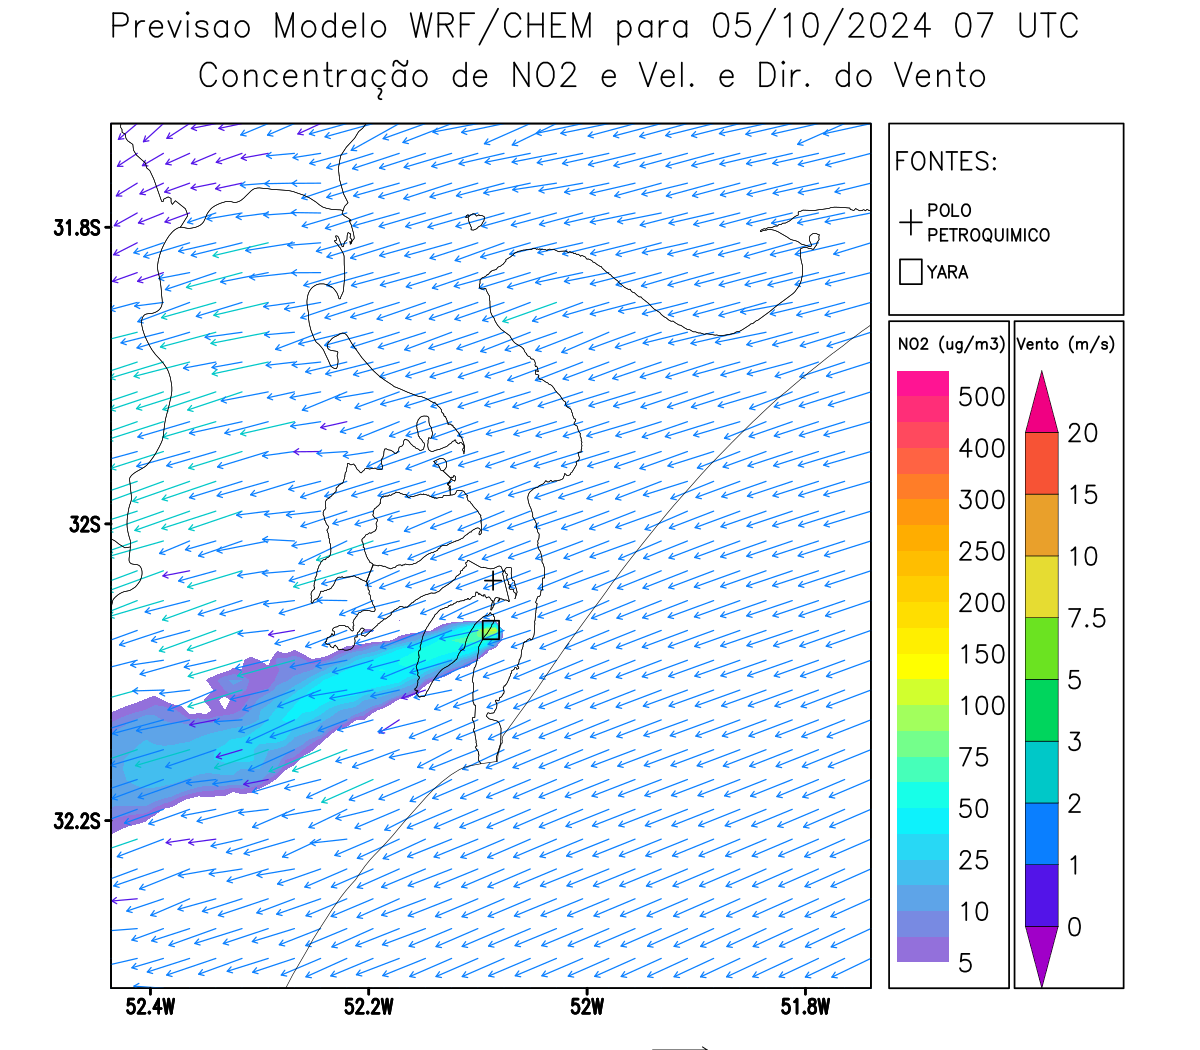 Previsao Modelo WRF/CHEM para 05/10/2024 07 UTC
Concentração de NO2 e Vel. e Dir. do Vento
FONTES:
POLO
PETROQUIMICO
YARA
NO2 (ug/m3)
500
400
300
250
200
150
100
75
50
25
10
5
Vento (m/s)
20
15
10
7.5
5
3
2
1
0
31.8S
32S
32.2S
52.4W 52.2W 52W 51.8W